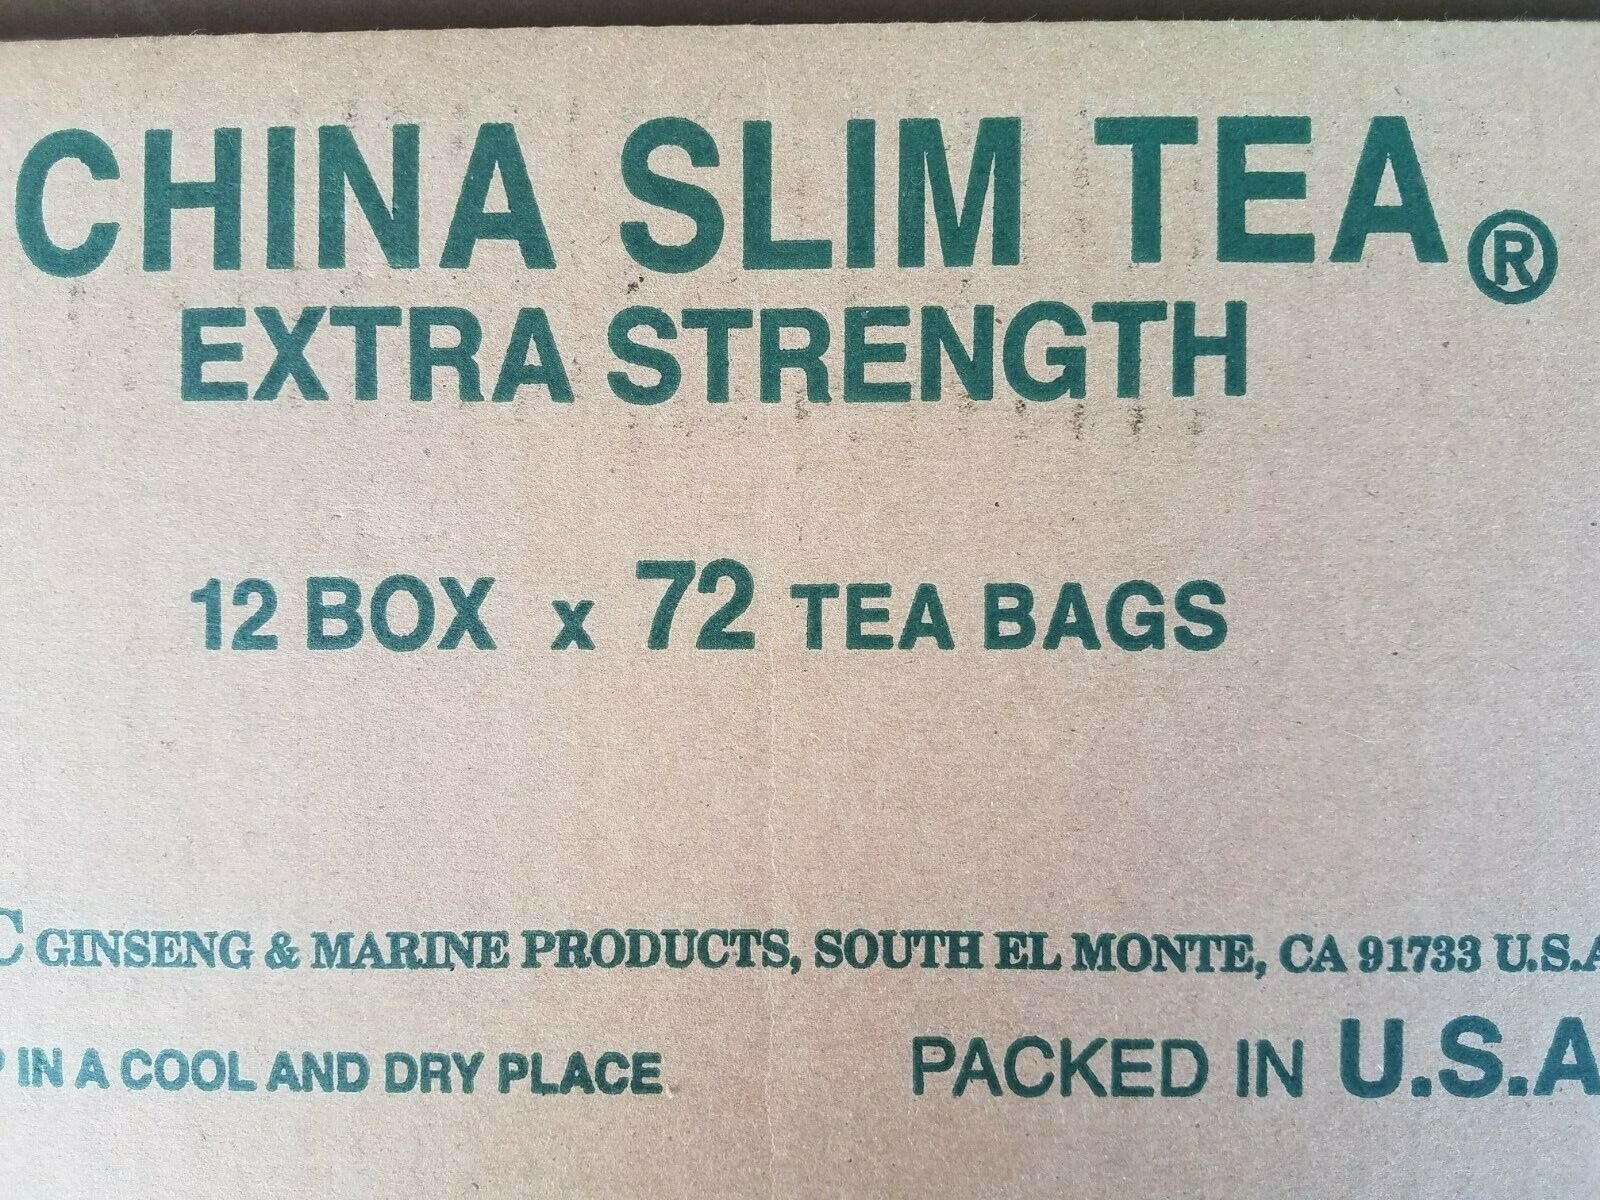 CHINA SLIM TEA®
EXTRA STRENGTH
12 BOX x 72 TEA BAGS
C GINSENG & MARINE PRODUCTS, SOUTH EL MONTE, CA 91733 U.S.A
P IN A COOL AND DRY PLACE
PACKED IN U.S.A